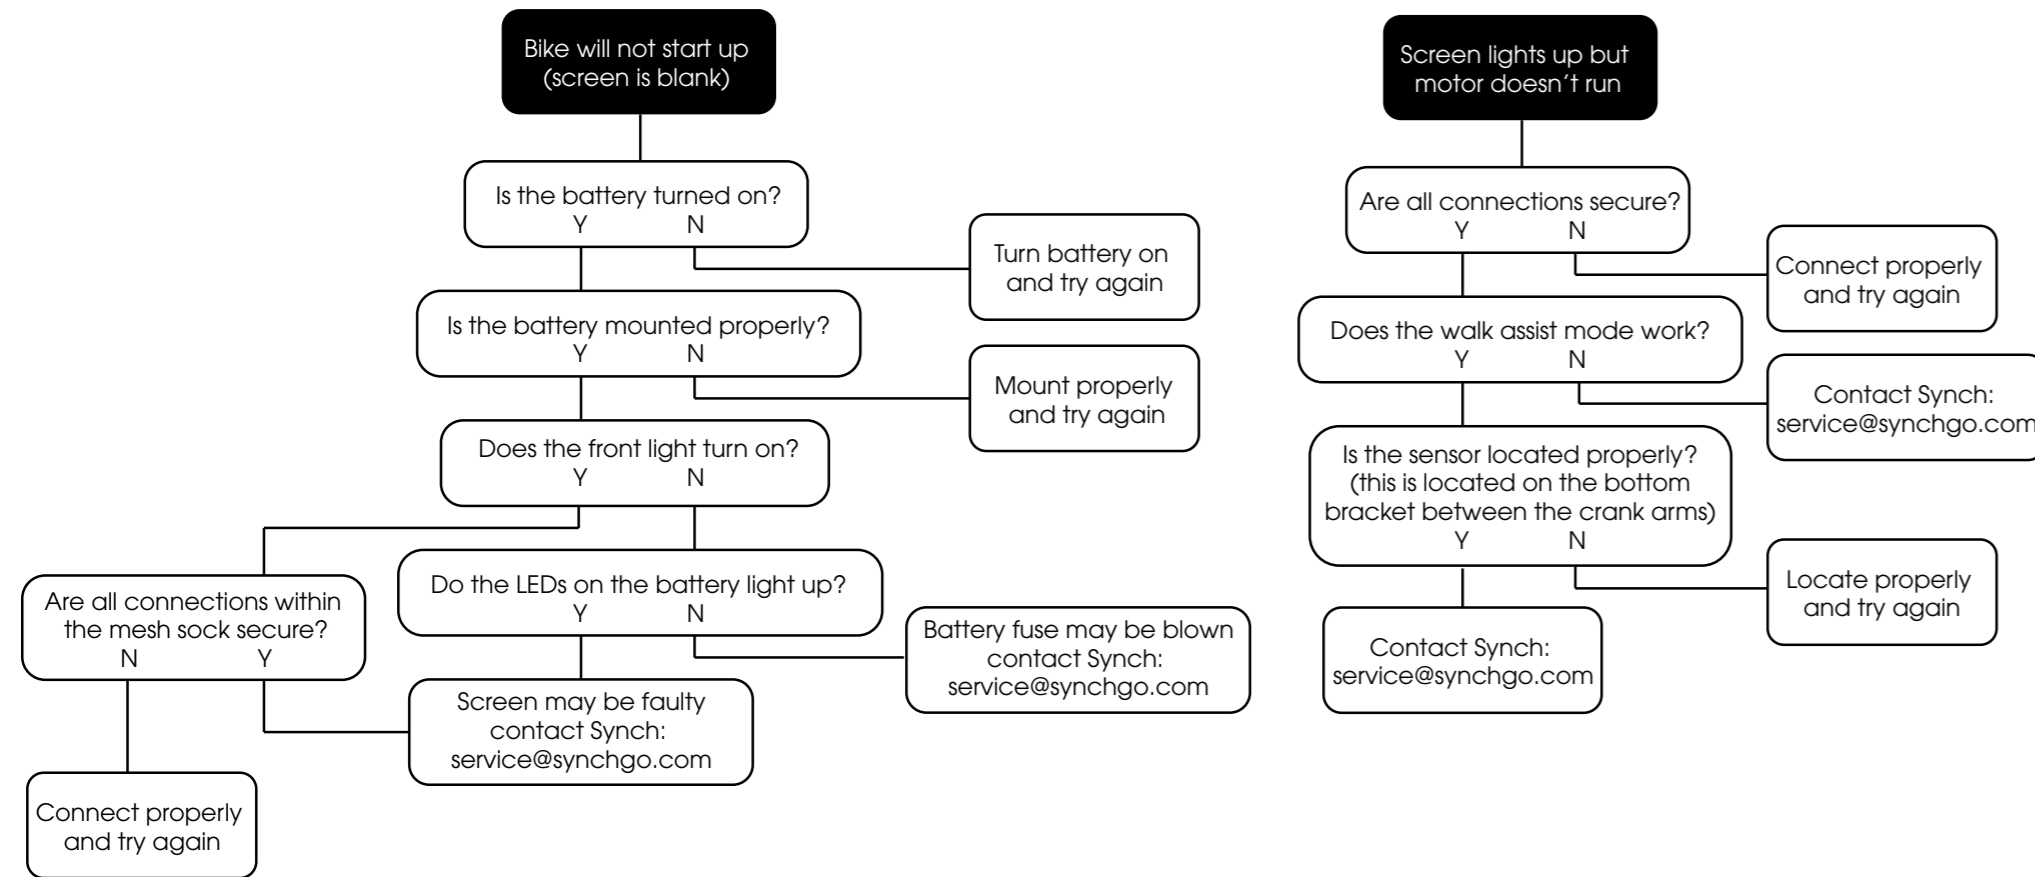 Bike will not start up
(screen is blank)
Is the battery turned on?
Y N
Turn battery on
and try again
Is the battery mounted properly?
Y N
Mount properly
and try again
Does the front light turn on?
Y N
Do the LEDs on the battery light up?
Y N
Are all connections within
the mesh sock secure?
N Y
Battery fuse may be blown
contact Synch:
service@synchgo.com
Screen may be faulty
contact Synch:
service@synchgo.com
Connect properly
and try again
Screen lights up but
motor doesn't run
Are all connections secure?
Y N
Connect properly
and try again
Does the walk assist mode work?
Y N
Contact Synch:
service@synchgo.com
Is the sensor located properly?
(this is located on the bottom
bracket between the crank arms)
Y N
Locate properly
and try again
Contact Synch:
service@synchgo.com